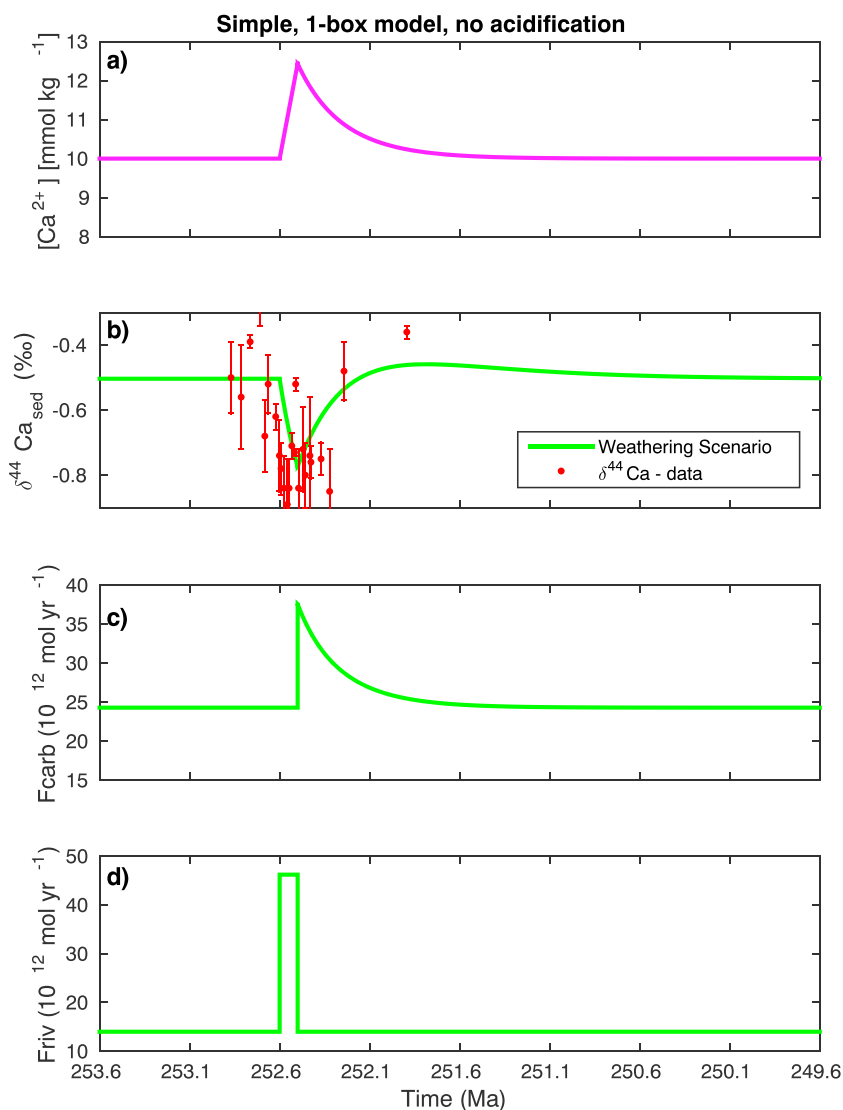 Simple, 1-box model, no acidification
a)
[Ca 2+ ] [mmol kg -1]
13
12
11
10
9
8
b)
δ44 Ca sed (‰)
-0.4
-0.6
-0.8
Weathering Scenario
δ44 Ca - data
c)
Fcarb (10 12 mol yr -1)
40
35
30
25
20
15
d)
Friv (10 12 mol yr -1)
50
40
30
20
10
253.6 253.1 252.6 252.1 251.6 251.1 250.6 250.1 249.6
Time (Ma)